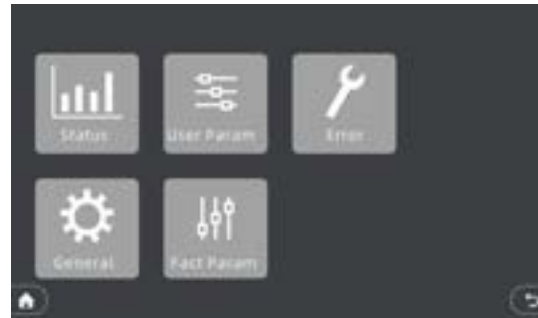 Status
User Param
Error
General
Fact Param